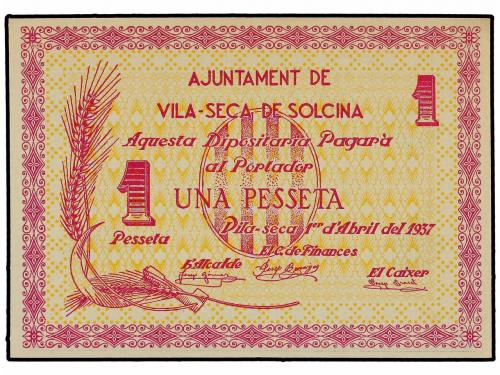 AJUNTAMENT DE
VILA-SECA DE SOLCINA
1
Aquesta Dipositaria Pagarà
al Portador
1
UNA PESSETA
Pesseta
Vila-seca 1er d'Abril del 1937
El C. de Finances
L'Alcalde
El Caixer